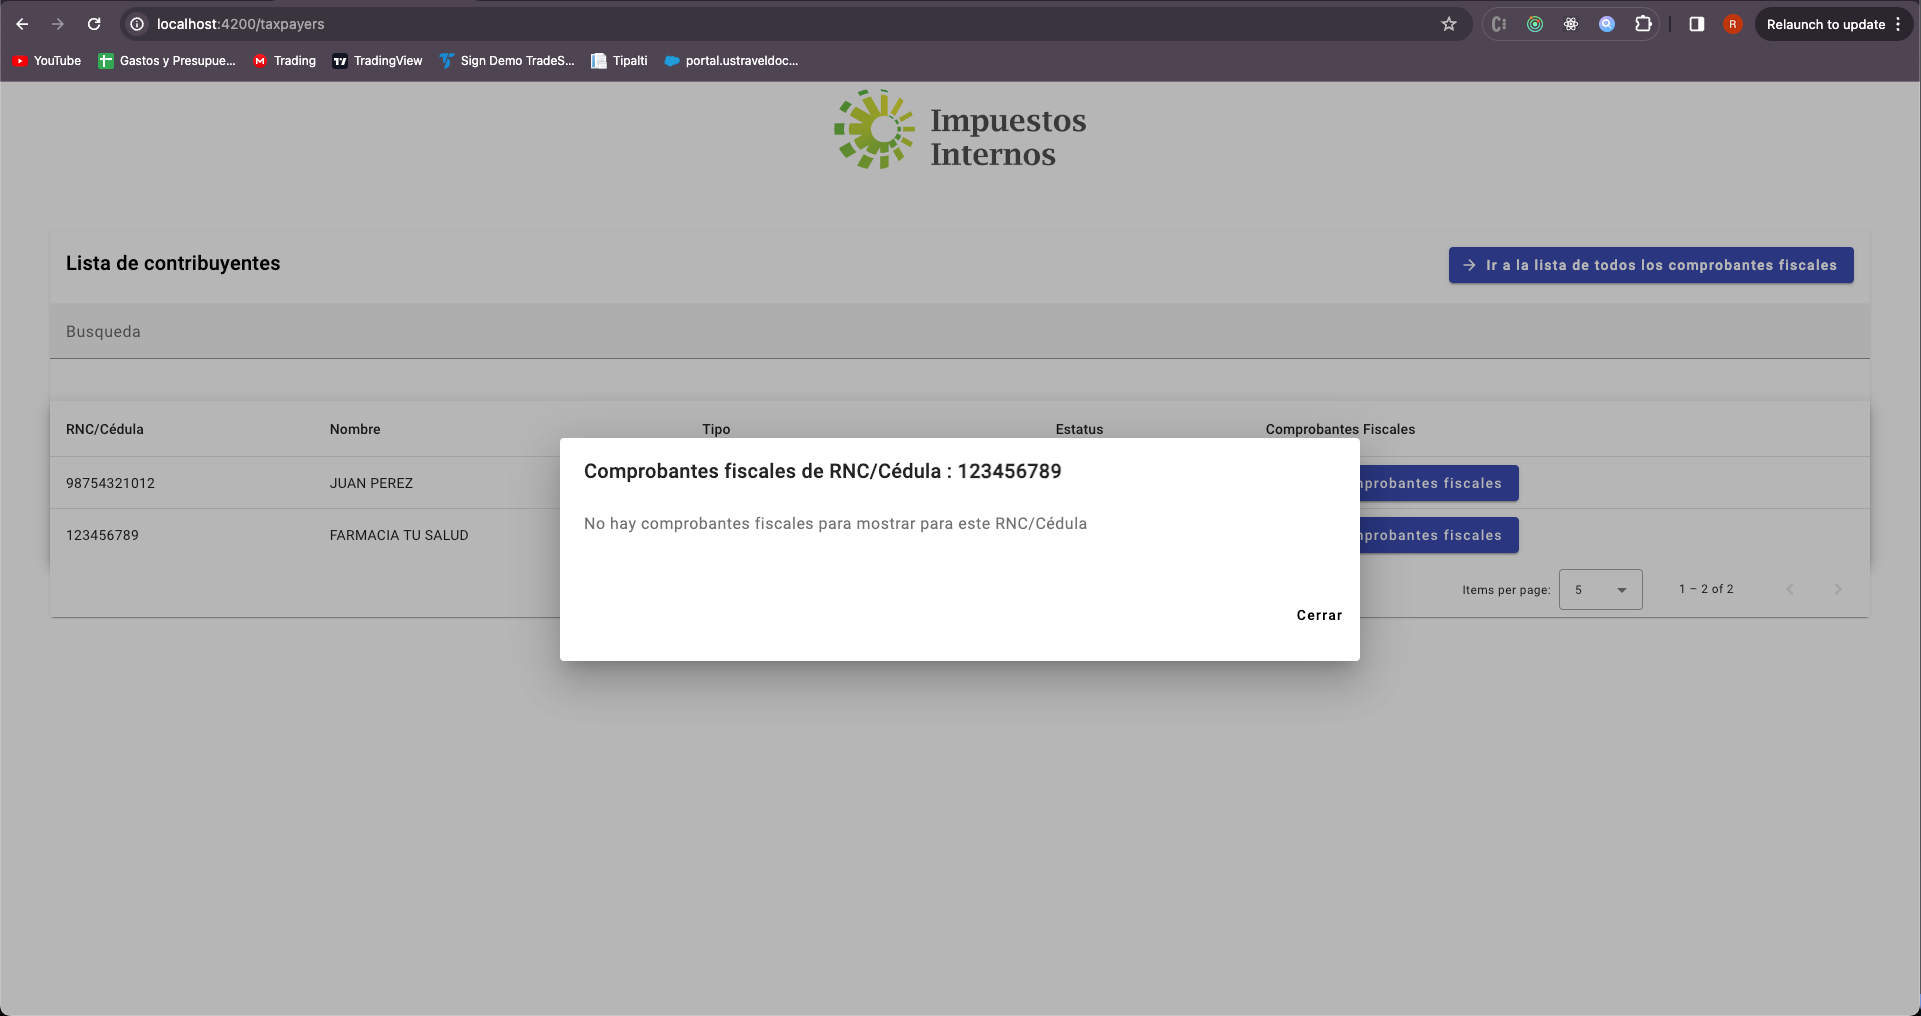 localhost:4200/taxpayers
R
Relaunch to update
YouTube
Gastos y Presupue...
Trading
TradingView
Sign Demo TradeS...
Tipalti
portal.ustraveldoc...
Impuestos
Internos
Lista de contribuyentes
Ir a la lista de todos los comprobantes fiscales
Busqueda
RNC/Cédula Nombre Tipo Estatus Comprobantes Fiscales
98754321012 JUAN PEREZ fiscales
123456789 FARMACIA TU SALUD fiscales
Comprobantes fiscales de RNC/Cédula : 123456789
No hay comprobantes fiscales para mostrar para este RNC/Cédula
Cerrar
Items per page: 5 1 – 2 of 2